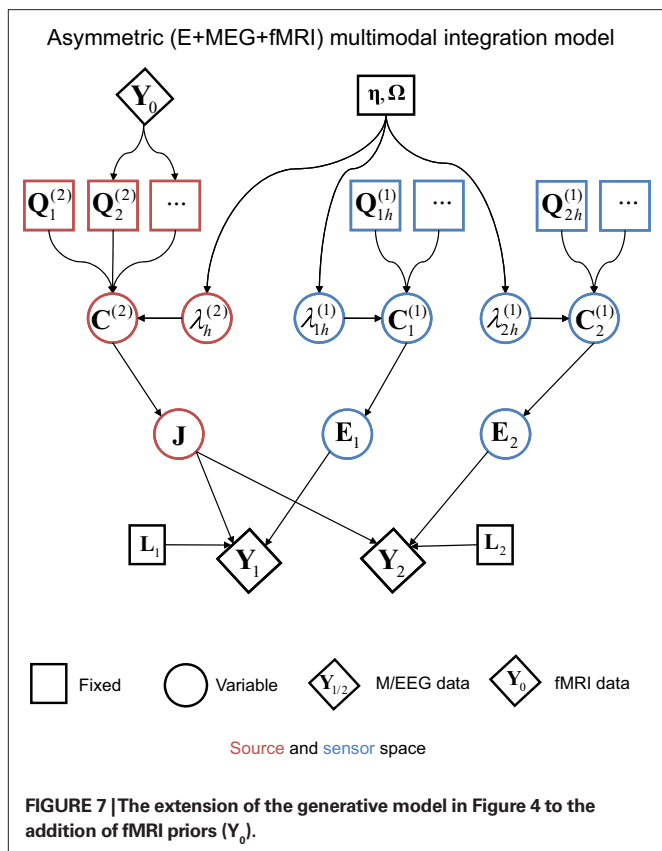 Asymmetric (E+MEG+fMRI) multimodal integration model
Y₀
η, Ω
Q₁⁽²⁾ Q₂⁽²⁾ ... Q₁ₕ⁽¹⁾ ... Q₂ₕ⁽¹⁾ ...
C⁽²⁾ λₕ⁽²⁾ λ₁ₕ⁽¹⁾ C₁⁽¹⁾ λ₂ₕ⁽¹⁾ C₂⁽¹⁾
J E₁ E₂
L₁ Y₁ Y₂ L₂
Fixed Variable Y₁/₂ M/EEG data Y₀ fMRI data
Source and sensor space
FIGURE 7 | The extension of the generative model in Figure 4 to the
addition of fMRI priors (Y₀).